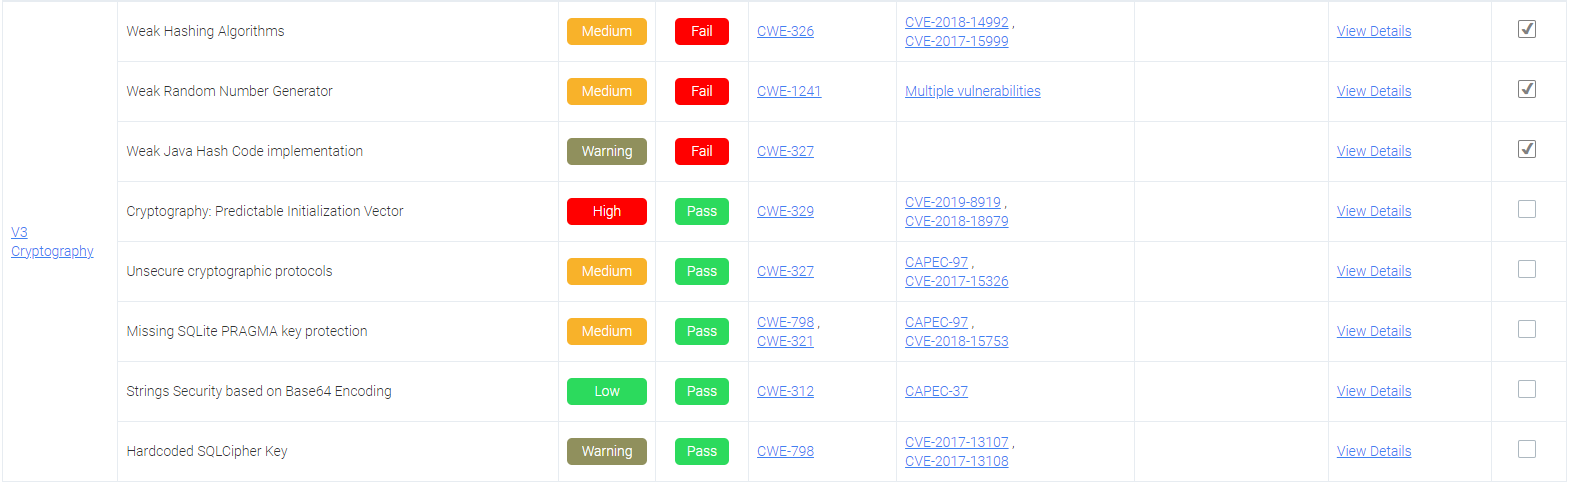 V3
Cryptography
Weak Hashing Algorithms Medium Fail CWE-326 CVE-2018-14992 ,
CVE-2017-15999 View Details
Weak Random Number Generator Medium Fail CWE-1241 Multiple vulnerabilities View Details
Weak Java Hash Code implementation Warning Fail CWE-327 View Details
Cryptography: Predictable Initialization Vector High Pass CWE-329 CVE-2019-8919 ,
CVE-2018-18979 View Details
Unsecure cryptographic protocols Medium Pass CWE-327 CAPEC-97 ,
CVE-2017-15326 View Details
Missing SQLite PRAGMA key protection Medium Pass CWE-798 ,
CWE-321 CAPEC-97 ,
CVE-2018-15753 View Details
Strings Security based on Base64 Encoding Low Pass CWE-312 CAPEC-37 View Details
Hardcoded SQLCipher Key Warning Pass CWE-798 CVE-2017-13107 ,
CVE-2017-13108 View Details